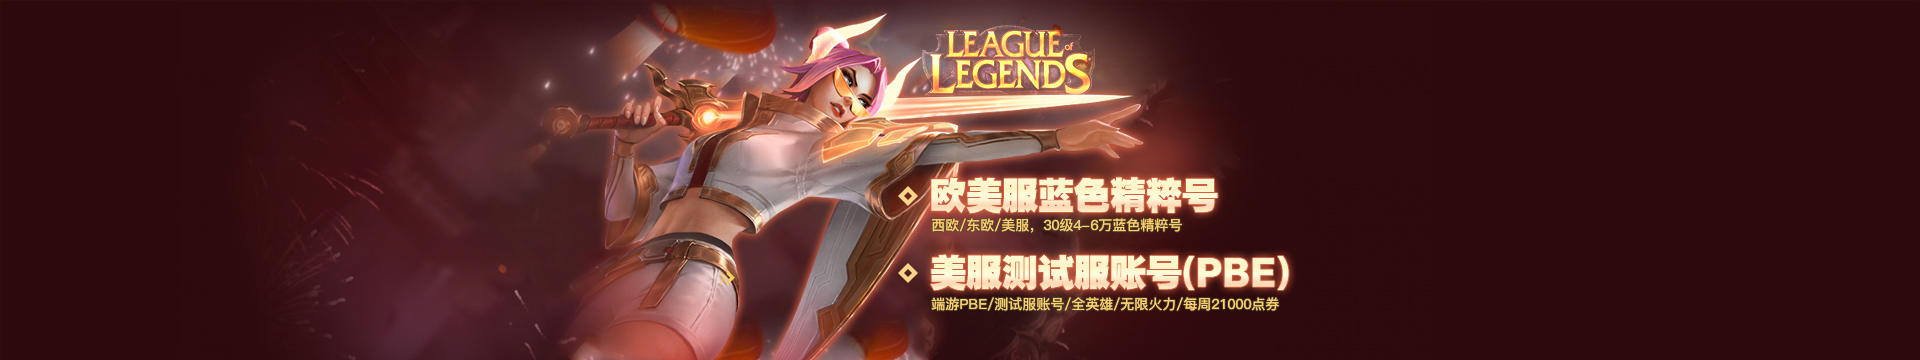 LEAGUE of
LEGENDS
欧美服蓝色精粹号
西欧/东欧/美服，30级4-6万蓝色精粹号
美服测试服账号(PBE)
端游PBE/测试服账号/全英雄/无限火力/每周21000点券